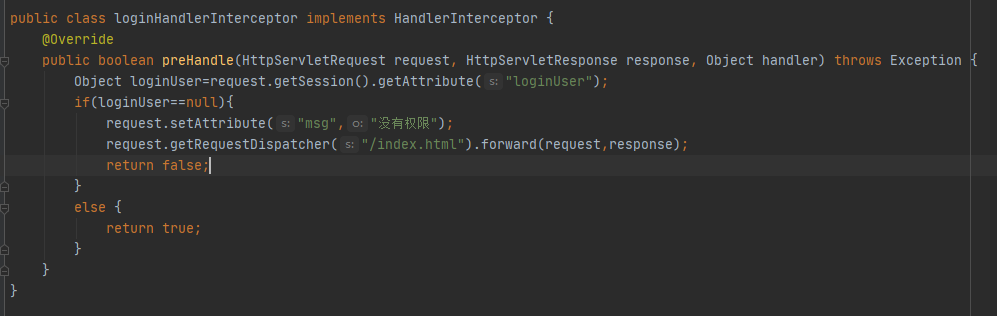 public class loginHandlerInterceptor implements HandlerInterceptor {
@Override
public boolean preHandle(HttpServletRequest request, HttpServletResponse response, Object handler) throws Exception {
Object loginUser=request.getSession().getAttribute( s: "loginUser");
if(loginUser==null){
request.setAttribute( s: "msg", o: "没有权限");
request.getRequestDispatcher( s: "/index.html").forward(request,response);
return false;
}
else {
return true;
}
}
}